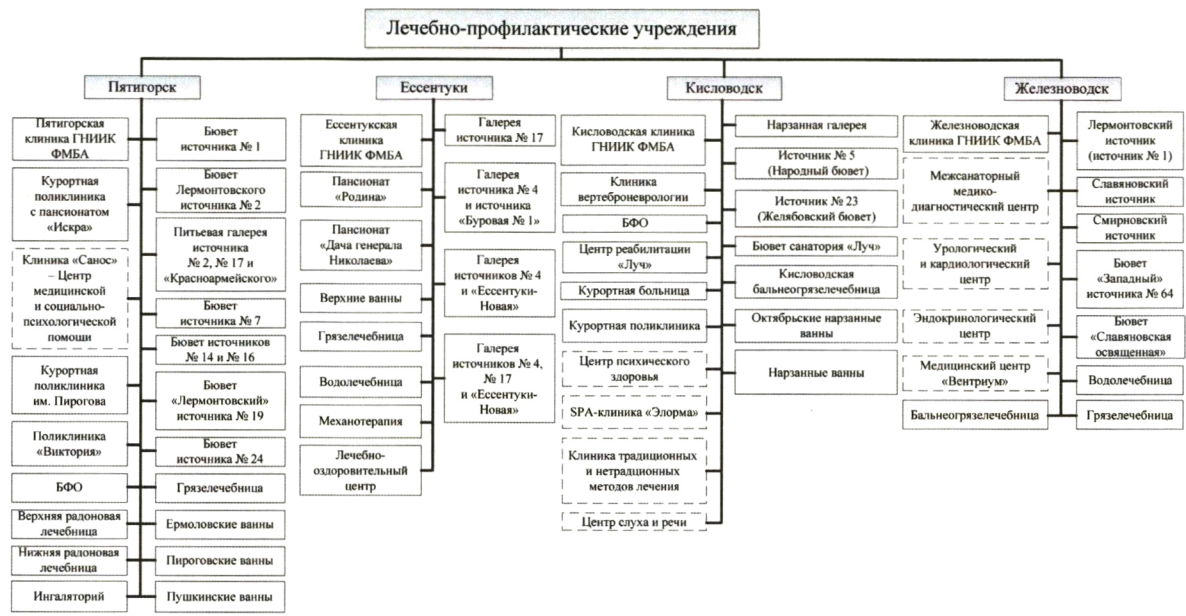 Лечебно-профилактические учреждения
Пятигорск
Пятигорская
клиника ГНИИК
ФМБА
Курортная
поликлиника
с пансионатом
«Искра»
Клиника «Санос»
– Центр
медицинской
и социально-
психологической
помощи
Курортная
поликлиника
им. Пирогова
Поликлиника
«Виктория»
БФО
Верхняя радоновая
лечебница
Нижняя радоновая
лечебница
Ингаляторий
Бювет
источника № 1
Бювет
Лермонтовского
источника № 2
Питьевая галерея
источника
№ 2, № 17 и
«Красноармейского»
Бювет
источника № 7
Бювет источников
№ 14 и № 16
Бювет
«Лермонтовский»
источника № 19
Бювет
источника № 24
Грязелечебница
Ермоловские ванны
Пироговские ванны
Пушкинские ванны
Ессентуки
Ессентукская
клиника
ГНИИК ФМБА
Пансионат
«Родина»
Пансионат
«Дача генерала
Николаева»
Верхние ванны
Грязелечебница
Водолечебница
Механотерапия
Лечебно-
оздоровительный
центр
Галерея
источника № 17
Галерея
источника № 4
и источника
«Буровая № 1»
Галерея
источников № 4
и «Ессентуки-
Новая»
Галерея
источников № 4,
№ 17
и «Ессентуки-
Новая»
Кисловодск
Кисловодская клиника
ГНИИК ФМБА
Клиника
вертеброневрологии
БФО
Центр реабилитации
«Луч»
Курортная больница
Курортная поликлиника
Центр психического
здоровья
SPA-клиника «Элорма»
Клиника традиционных
и нетрадционных
методов лечения
Центр слуха и речи
Нарзанная галерея
Источник № 5
(Народный бювет)
Источник № 23
(Желябовский бювет)
Бювет санатория «Луч»
Кисловодская
бальнеогрязелечебница
Октябрьские нарзанные
ванны
Нарзанные ванны
Железноводск
Железноводская
клиника ГНИИК ФМБА
Межсанаторный
медико-
диагностический центр
Урологический
и кардиологический
центр
Эндокринологический
центр
Медицинский центр
«Вентриум»
Бальнеогрязелечебница
Лермонтовский
источник
(источник № 1)
Славяновский
источник
Смирновский
источник
Бювет
«Западный»
источника № 64
Бювет
«Славяновская
освященная»
Водолечебница
Грязелечебница